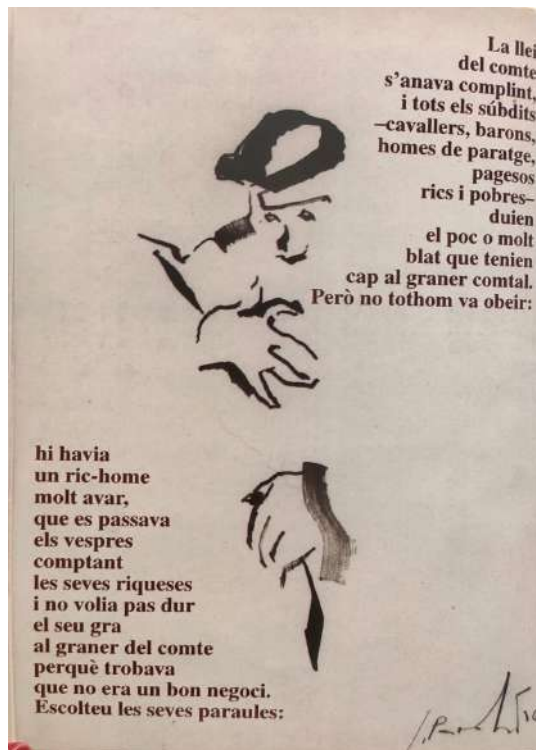 La llei
del comte
s'anava complint,
i tots els súbdits
–cavallers, barons,
homes de paratge,
pagesos
rics i pobres–
duien
el poc o molt
blat que tenien
cap al graner comtal.
Però no tothom va obeir:
hi havia
un ric-home
molt avar,
que es passava
els vespres
comptant
les seves riqueses
i no volia pas dur
el seu gra
al graner del comte
perquè trobava
que no era un bon negoci.
Escolteu les seves paraules: